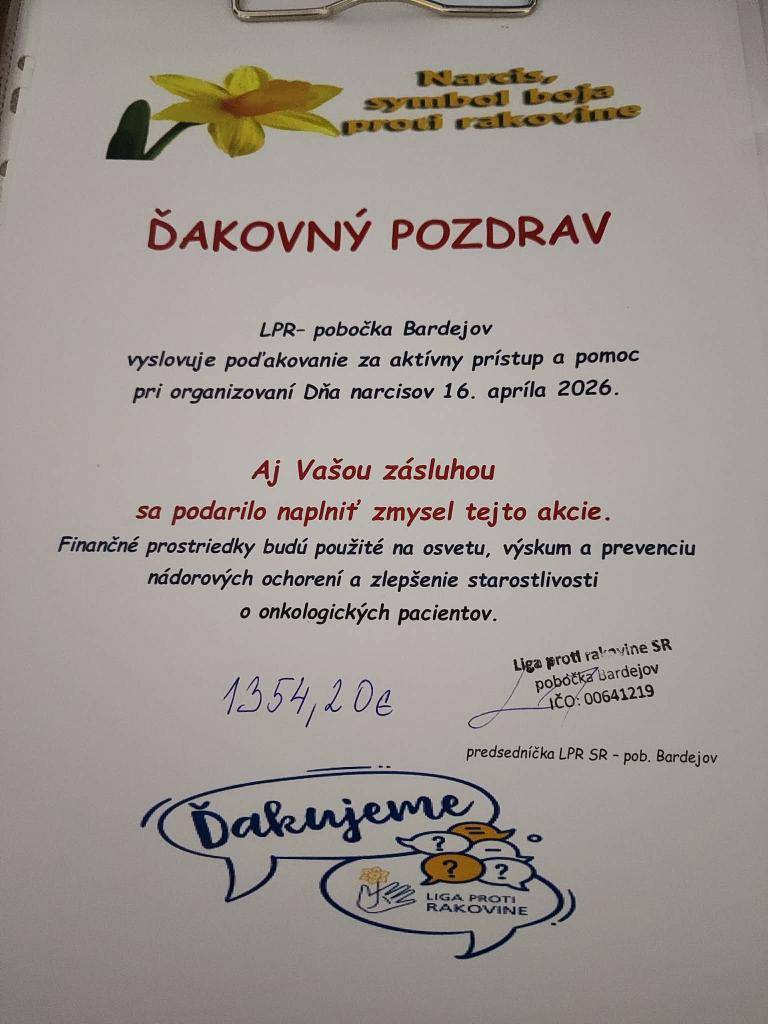 Narcis,
symbol boja
proti rakovine
ĎAKOVNÝ POZDRAV
LPR- pobočka Bardejov
vyslovuje poďakovanie za aktívny prístup a pomoc
pri organizovaní Dňa narcisov 16. apríla 2026.
Aj Vašou zásluhou
sa podarilo naplniť zmysel tejto akcie.
Finančné prostriedky budú použité na osvetu, výskum a prevenciu
nádorových ochorení a zlepšenie starostlivosti
o onkologických pacientov.
1354,20€
Liga proti rakovine SR
pobočka Bardejov
IČO: 00641219
predsedníčka LPR SR - pob. Bardejov
Ďakujeme
? =
? ? -
LIGA PROTI
RAKOVINE